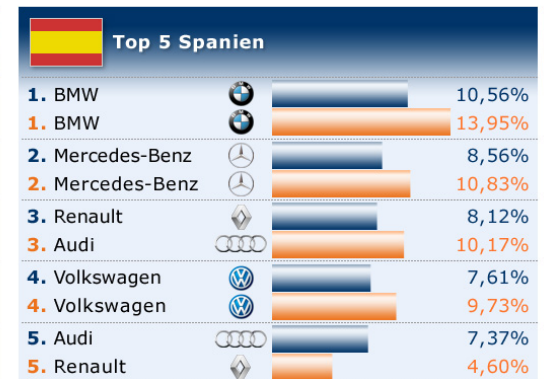 Top 5 Spanien
1. BMW 10,56%
1. BMW 13,95%
2. Mercedes-Benz 8,56%
2. Mercedes-Benz 10,83%
3. Renault 8,12%
3. Audi 10,17%
4. Volkswagen 7,61%
4. Volkswagen 9,73%
5. Audi 7,37%
5. Renault 4,60%